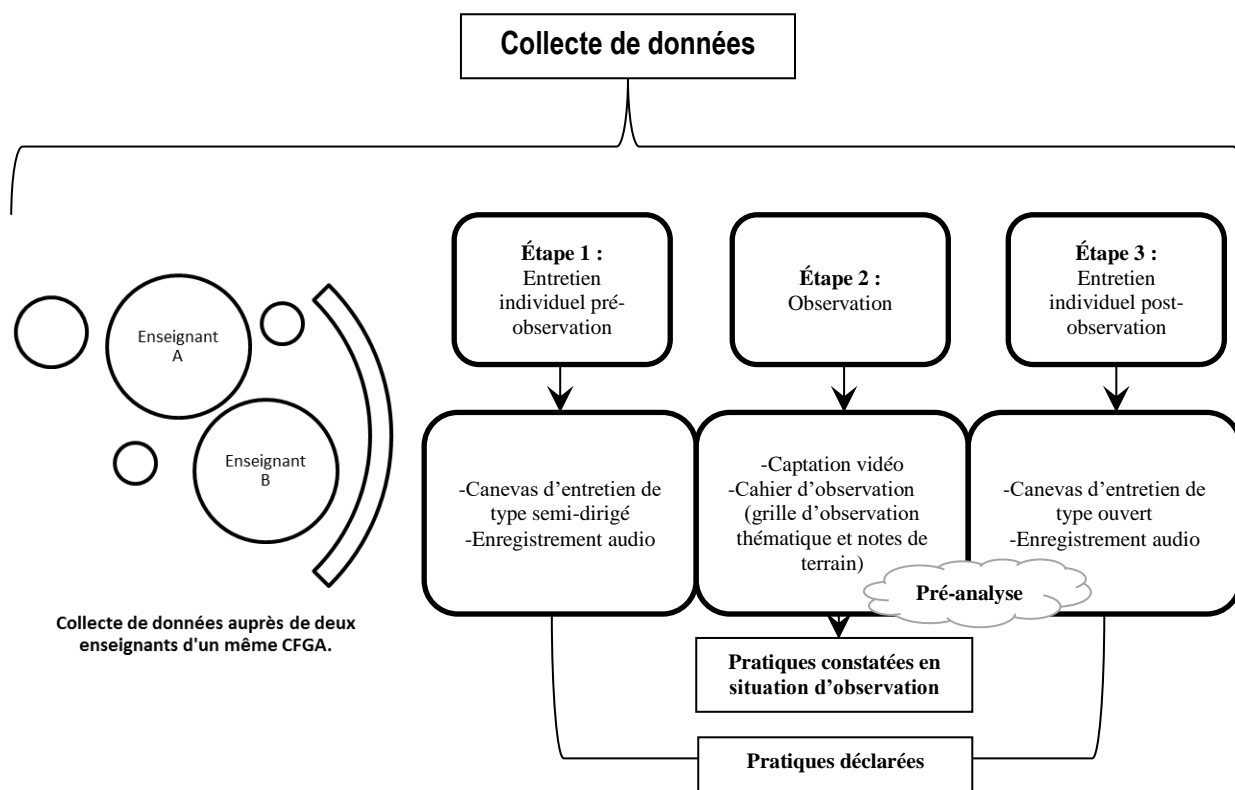 Collecte de données
Enseignant
A
Enseignant
B
Collecte de données auprès de deux
enseignants d'un même CFGA.
Étape 1 :
Entretien
individuel pré-
observation
Étape 2 :
Observation
Étape 3 :
Entretien
individuel post-
observation
-Canevas d’entretien de
type semi-dirigé
-Enregistrement audio
-Captation vidéo
-Cahier d’observation
(grille d’observation
thématique et notes de
terrain)
-Canevas d’entretien de
type ouvert
-Enregistrement audio
Pré-analyse
Pratiques constatées en
situation d’observation
Pratiques déclarées